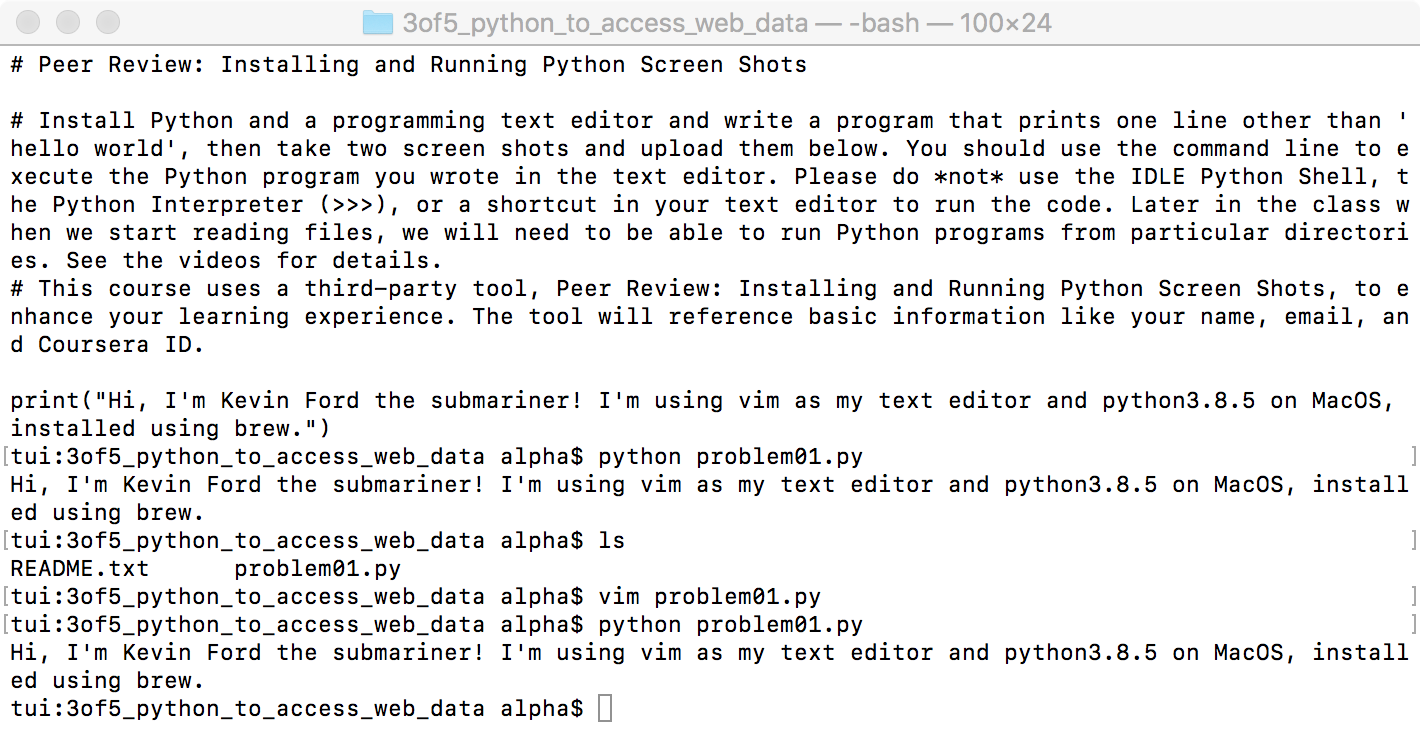 3of5_python_to_access_web_data — -bash — 100×24
# Peer Review: Installing and Running Python Screen Shots
# Install Python and a programming text editor and write a program that prints one line other than '
hello world', then take two screen shots and upload them below. You should use the command line to e
xecute the Python program you wrote in the text editor. Please do *not* use the IDLE Python Shell, t
he Python Interpreter (>>>), or a shortcut in your text editor to run the code. Later in the class w
hen we start reading files, we will need to be able to run Python programs from particular directori
es. See the videos for details.
# This course uses a third-party tool, Peer Review: Installing and Running Python Screen Shots, to e
nhance your learning experience. The tool will reference basic information like your name, email, an
d Coursera ID.
print("Hi, I'm Kevin Ford the submariner! I'm using vim as my text editor and python3.8.5 on MacOS,
installed using brew.")
[tui:3of5_python_to_access_web_data alpha$ python problem01.py ]
Hi, I'm Kevin Ford the submariner! I'm using vim as my text editor and python3.8.5 on MacOS, install
ed using brew.
[tui:3of5_python_to_access_web_data alpha$ ls ]
README.txt problem01.py
[tui:3of5_python_to_access_web_data alpha$ vim problem01.py ]
[tui:3of5_python_to_access_web_data alpha$ python problem01.py ]
Hi, I'm Kevin Ford the submariner! I'm using vim as my text editor and python3.8.5 on MacOS, install
ed using brew.
tui:3of5_python_to_access_web_data alpha$